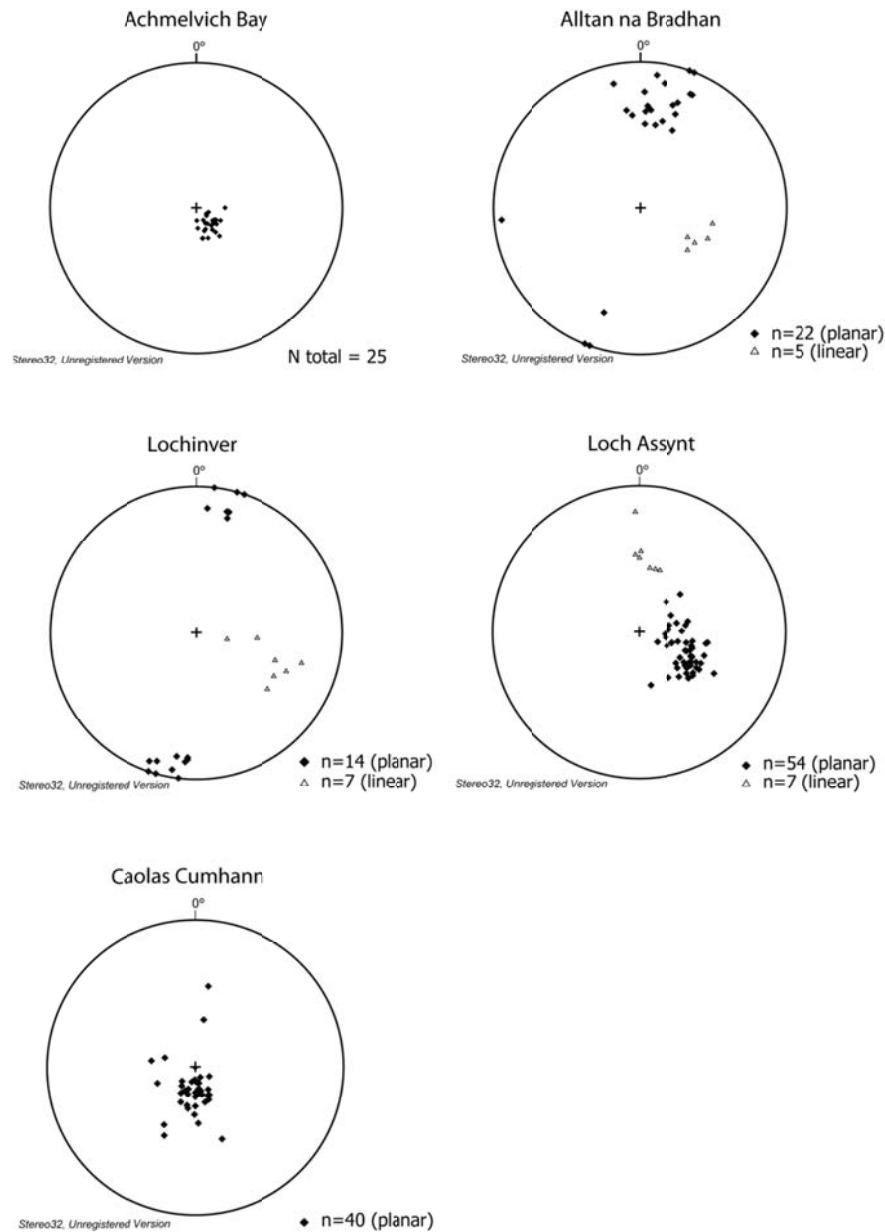 Achmelvich Bay
0°
Stereo32, Unregistered Version
N total = 25
Alltan na Bradhan
0°
Stereo32, Unregistered Version
n=22 (planar)
n=5 (linear)
Lochinver
0°
Stereo32, Unregistered Version
n=14 (planar)
n=7 (linear)
Loch Assynt
0°
Stereo32, Unregistered Version
n=54 (planar)
n=7 (linear)
Caolas Cumhann
0°
Stereo32, Unregistered Version
n=40 (planar)